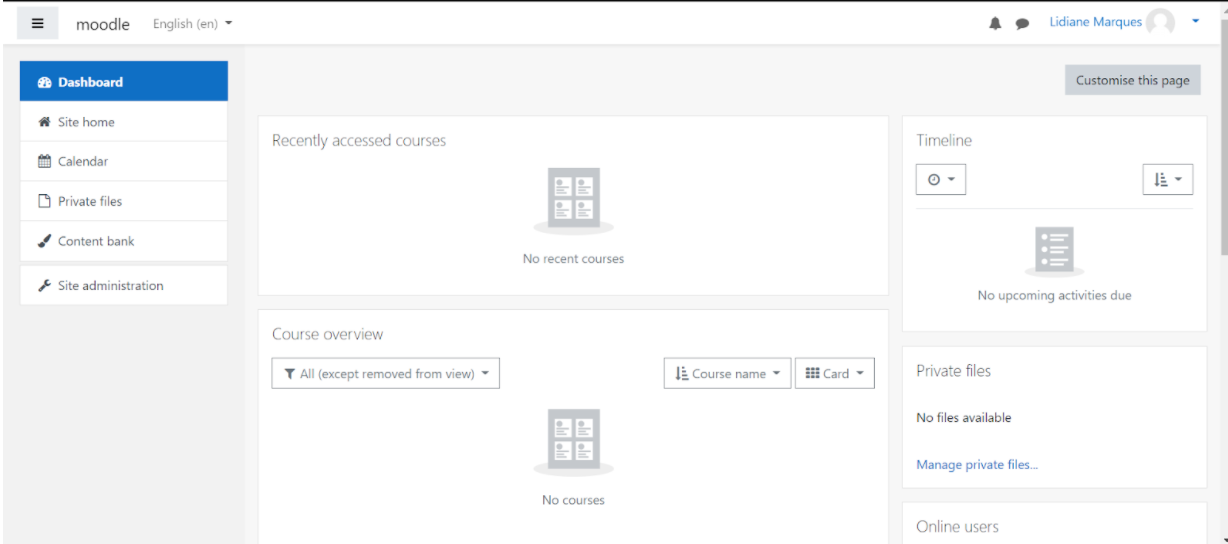 moodle English (en) Lidiane Marques
Customise this page
Dashboard
Site home
Calendar
Private files
Content bank
Site administration
Recently accessed courses
No recent courses
Course overview
All (except removed from view) Course name Card
No courses
Timeline
No upcoming activities due
Private files
No files available
Manage private files...
Online users